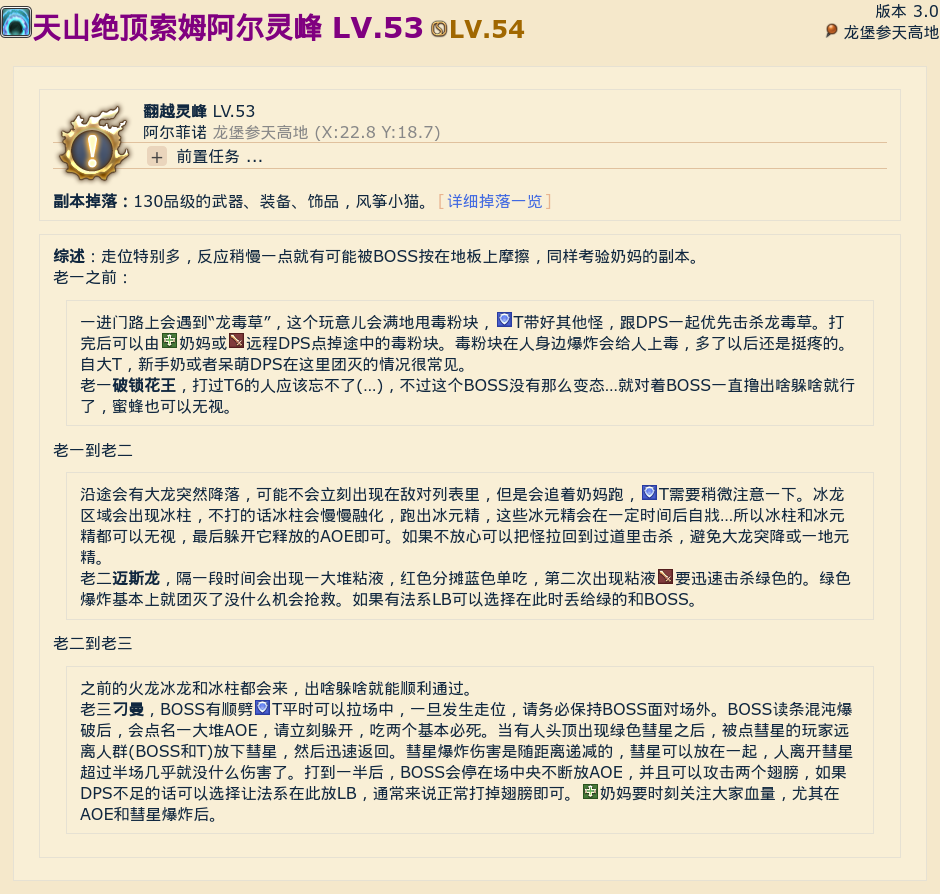 天山绝顶索姆阿尔灵峰 LV.53 LV.54
版本 3.0
龙堡参天高地
翻越灵峰 LV.53
阿尔菲诺 龙堡参天高地 (X:22.8 Y:18.7)
+ 前置任务 ...
副本掉落：130品级的武器、装备、饰品，风筝小猫。[ 详细掉落一览 ]
综述：走位特别多，反应稍慢一点就有可能被BOSS按在地板上摩擦，同样考验奶妈的副本。
老一之前：
一进门路上会遇到“龙毒草”，这个玩意儿会满地甩毒粉块，T带好其他怪，跟DPS一起优先击杀龙毒草。打
完后可以由奶妈或远程DPS点掉途中的毒粉块。毒粉块在人身边爆炸会给人上毒，多了以后还是挺疼的。
自大T，新手奶或者呆萌DPS在这里团灭的情况很常见。
老一破锁花王，打过T6的人应该忘不了(...)，不过这个BOSS没有那么变态...就对着BOSS一直撸出啥躲啥就行
了，蜜蜂也可以无视。
老一到老二
沿途会有大龙突然降落，可能不会立刻出现在敌对列表里，但是会追着奶妈跑，T需要稍微注意一下。冰龙
区域会出现冰柱，不打的话冰柱会慢慢融化，跑出冰元精，这些冰元精会在一定时间后自戕...所以冰柱和冰元
精都可以无视，最后躲开它释放的AOE即可。如果不放心可以把怪拉回到过道里击杀，避免大龙突降或一地元
精。
老二迈斯龙，隔一段时间会出现一大堆粘液，红色分摊蓝色单吃，第二次出现粘液要迅速击杀绿色的。绿色
爆炸基本上就团灭了没什么机会抢救。如果有法系LB可以选择在此时丢给绿的和BOSS。
老二到老三
之前的火龙冰龙和冰柱都会来，出啥躲啥就能顺利通过。
老三刁曼，BOSS有顺劈T平时可以拉场中，一旦发生走位，请务必保持BOSS面对场外。BOSS读条混沌爆
破后，会点名一大堆AOE，请立刻躲开，吃两个基本必死。当有人头顶出现绿色彗星之后，被点彗星的玩家远
离人群(BOSS和T)放下彗星，然后迅速返回。彗星爆炸伤害是随距离递减的，彗星可以放在一起，人离开彗星
超过半场几乎就没什么伤害了。打到一半后，BOSS会停在场中央不断放AOE，并且可以攻击两个翅膀，如果
DPS不足的话可以选择让法系在此放LB，通常来说正常打掉翅膀即可。奶妈要时刻关注大家血量，尤其在
AOE和彗星爆炸后。